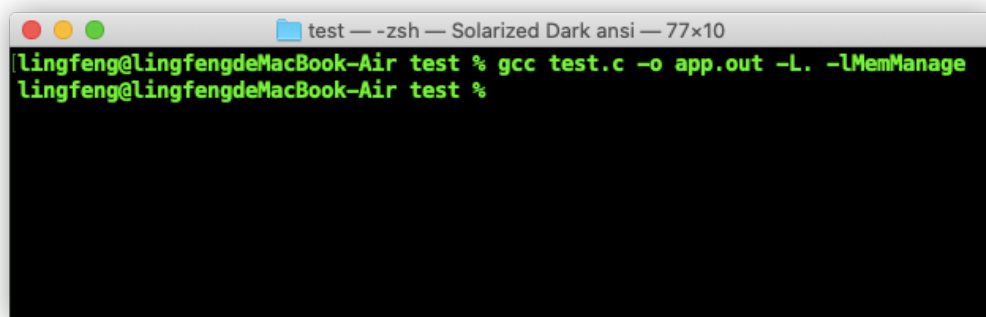 test — -zsh — Solarized Dark ansi — 77×10
[lingfeng@lingfengdeMacBook-Air test % gcc test.c -o app.out -L. -lMemManage
lingfeng@lingfengdeMacBook-Air test %